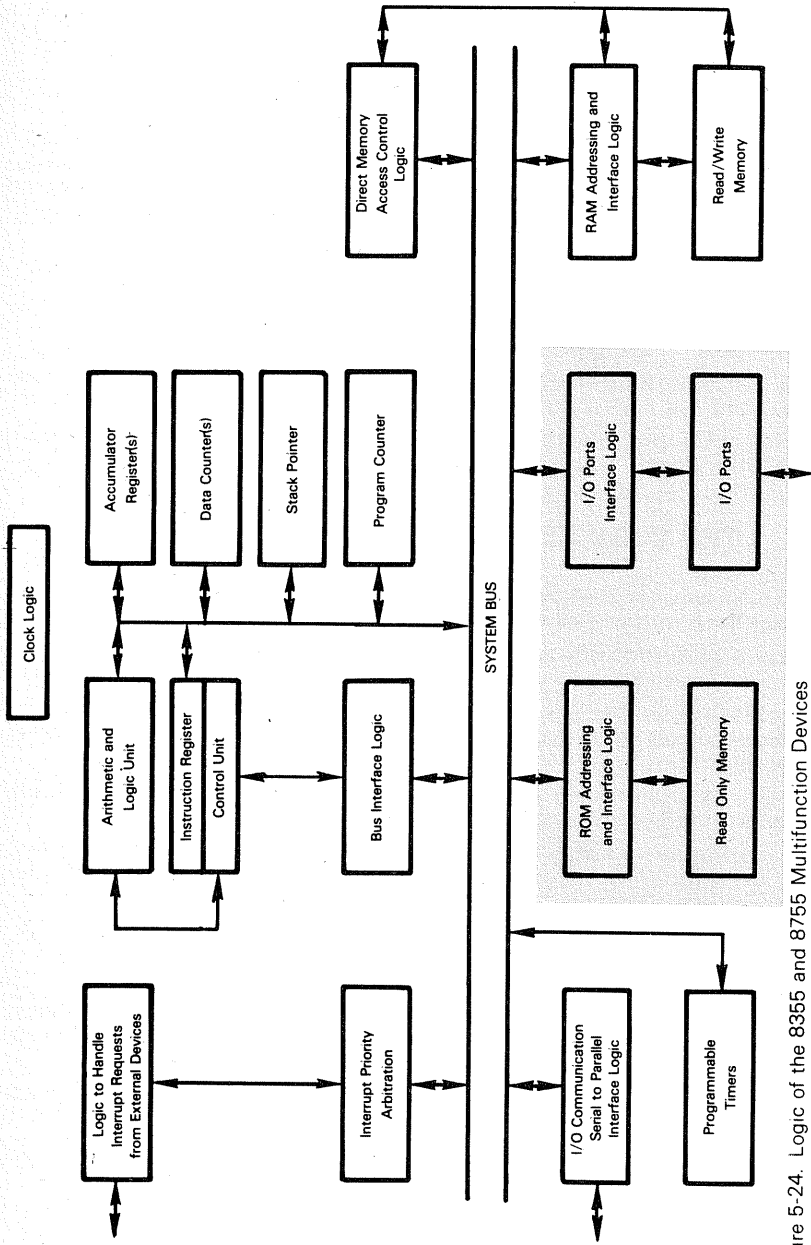 Clock Logic
Logic to Handle
Interrupt Requests
from External Devices
Interrupt Priority
Arbitration
Arithmetic and
Logic Unit
Instruction Register
Control Unit
Bus Interface Logic
Accumulator
Register(s)
Data Counter(s)
Stack Pointer
Program Counter
Direct Memory
Access Control
Logic
SYSTEM BUS
I/O Communication
Serial to Parallel
Interface Logic
Programmable
Timers
ROM Addressing
and Interface Logic
Read Only Memory
I/O Ports
Interface Logic
I/O Ports
RAM Addressing and
Interface Logic
Read/Write
Memory
ure 5-24. Logic of the 8355 and 8755 Multifunction Devices